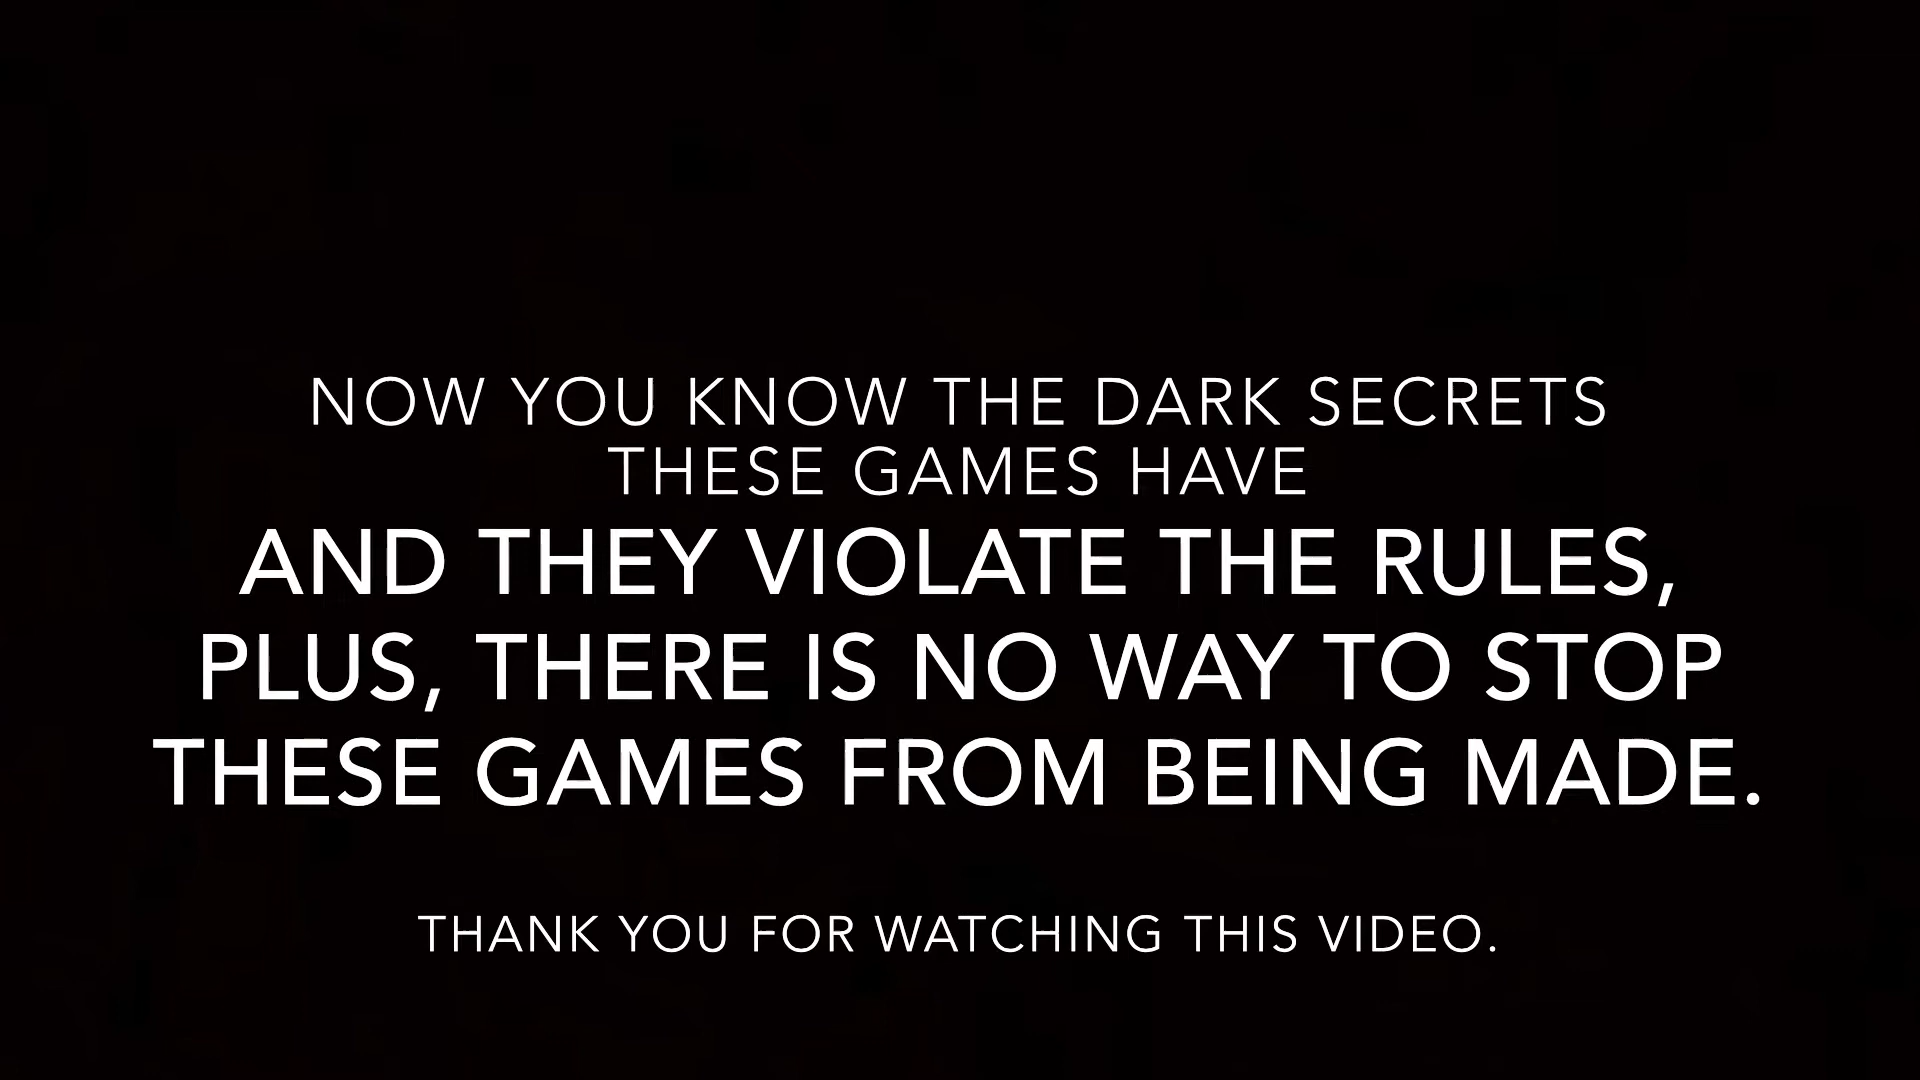 NOW YOU KNOW THE DARK SECRETS
THESE GAMES HAVE
AND THEY VIOLATE THE RULES,
PLUS, THERE IS NO WAY TO STOP
THESE GAMES FROM BEING MADE.
THANK YOU FOR WATCHING THIS VIDEO.